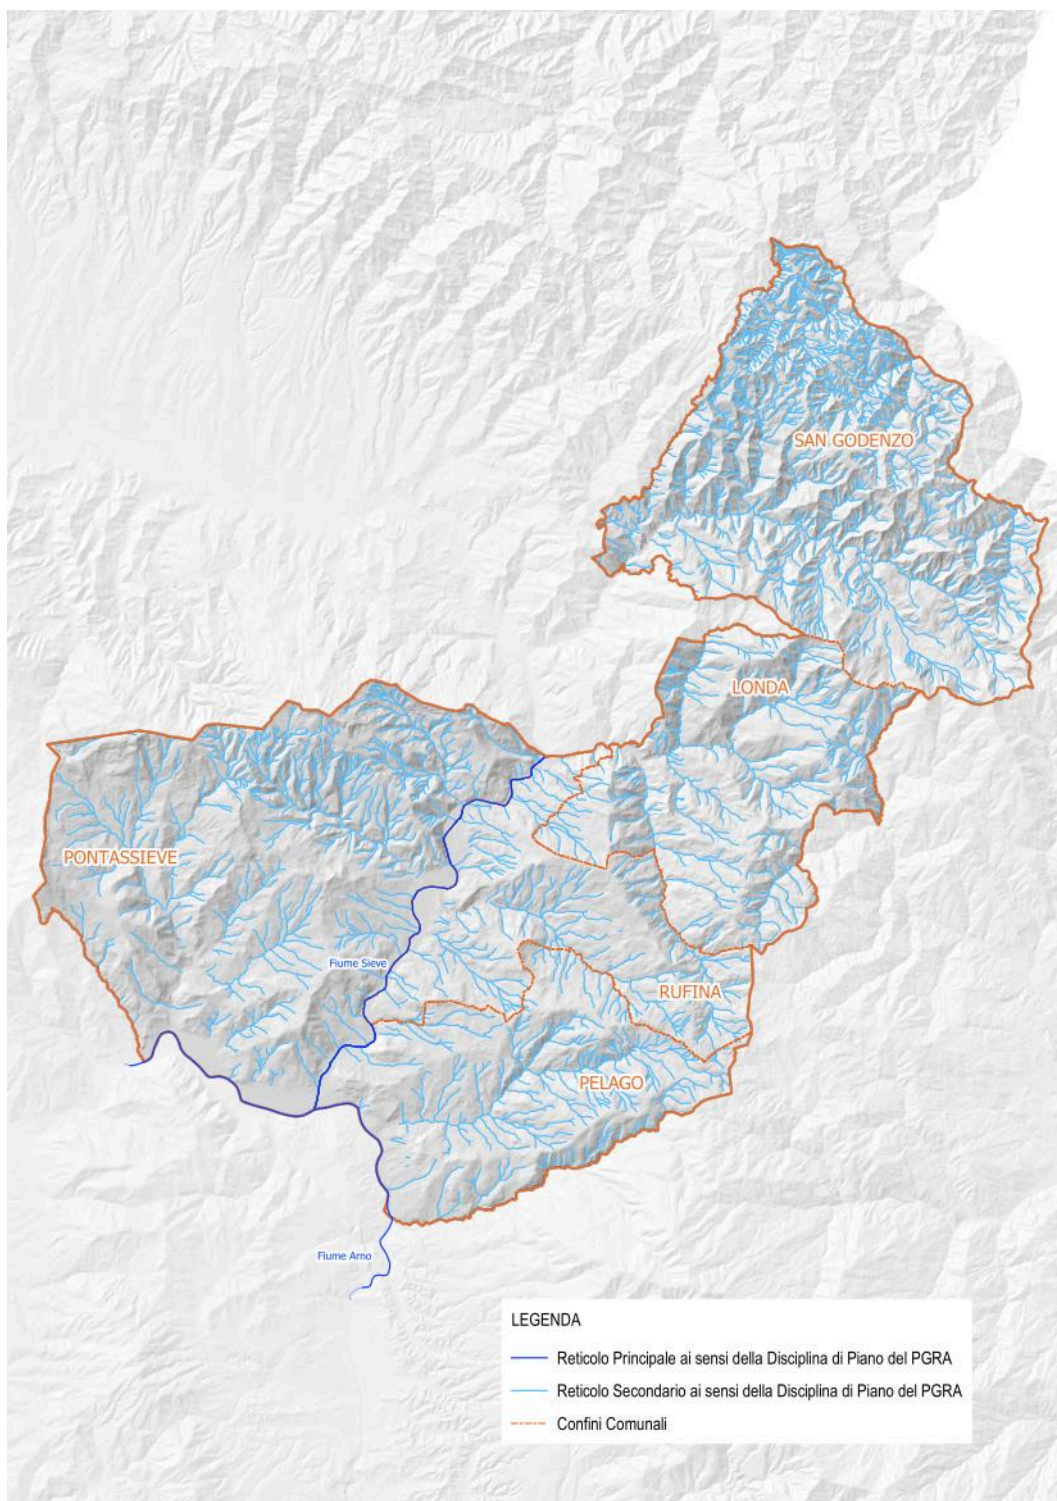 SAN GODENZO
LONDA
PONTASSIEVE
Fiume Sieve
RUFINA
PELAGO
Fiume Arno
LEGENDA
Reticolo Principale ai sensi della Disciplina di Piano del PGRA
Reticolo Secondario ai sensi della Disciplina di Piano del PGRA
Confini Comunali